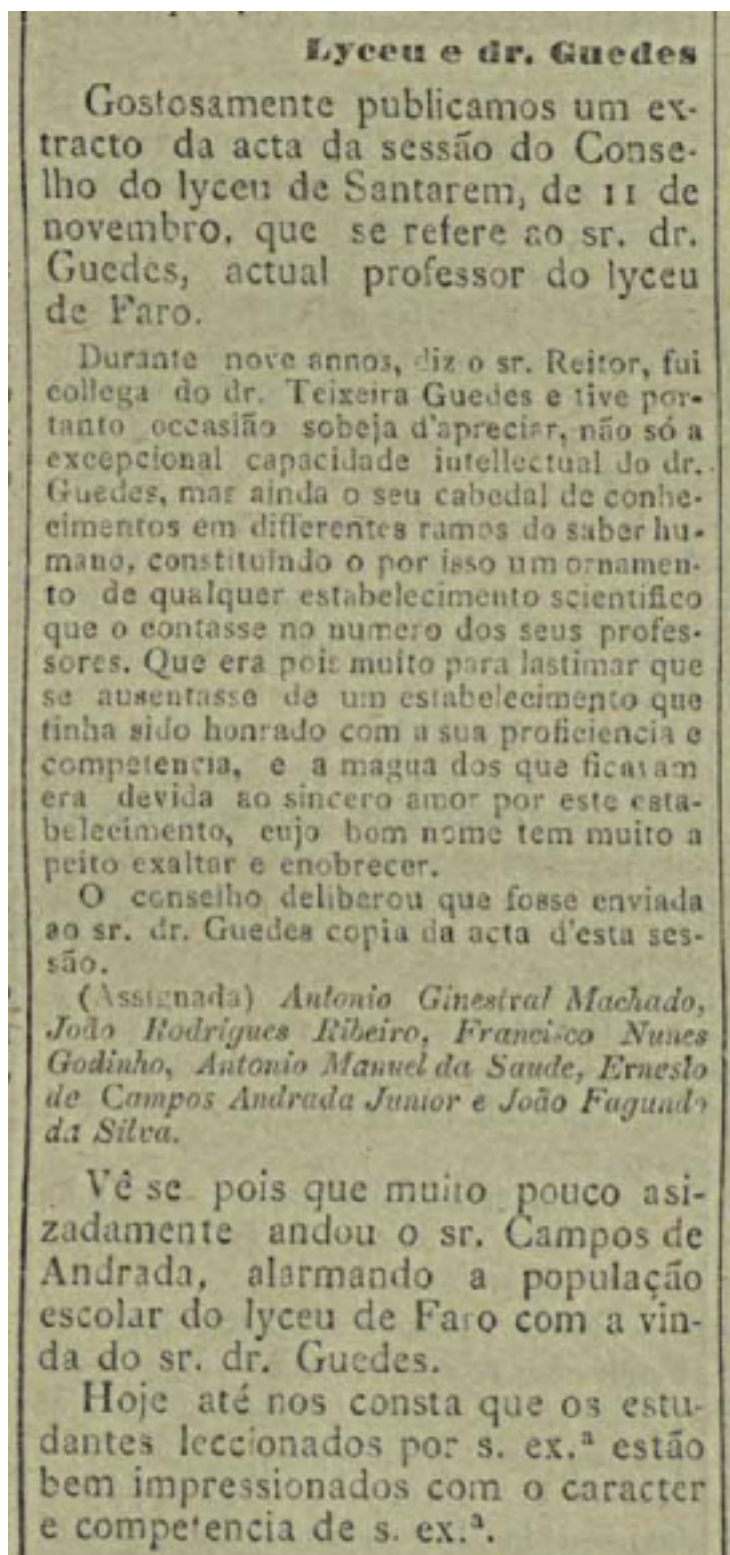 Lyceu e dr. Guedes
Gostosamente publicamos um ex-
tracto da acta da sessão do Conse-
lho do lyceu de Santarem, de 11 de
novembro, que se refere ao sr. dr.
Guedes, actual professor do lyceu
de Faro.
Durante nove annos, diz o sr. Reitor, fui
collega do dr. Teixeira Guedes e tive por-
tanto occasião sobeja d'apreciar, não só a
excepcional capacidade intellectual do dr.
Guedes, mar ainda o seu cabedal de conhe-
cimentos em differentes ramos do saber hu-
mano, constituindo o por isso um ornamen-
to de qualquer estabelecimento scientifico
que o contasse no numero dos seus profes-
sores. Que era pois muito para lastimar que
se ausentasse de um estabelecimento que
tinha sido honrado com a sua proficiencia e
competencia, e a magua dos que ficavam
era devida ao sincero amor por este esta-
belecimento, cujo bom nome tem muito a
peito exaltar e enobrecer.
O conselho deliberou que fosse enviada
ao sr. dr. Guedes copia da acta d'esta ses-
são.
(Assignada) Antonio Ginestral Machado,
João Rodrigues Ribeiro, Francisco Nunes
Godinho, Antonio Manuel da Saude, Ernesto
de Campos Andrada Junior e João Fagundo
da Silva.
Vê se pois que muito pouco asi-
zadamente andou o sr. Campos de
Andrada, alarmando a população
escolar do lyceu de Faro com a vin-
da do sr. dr. Guedes.
Hoje até nos consta que os estu-
dantes leccionados por s. ex.ª estão
bem impressionados com o caracter
e competencia de s. ex.ª.